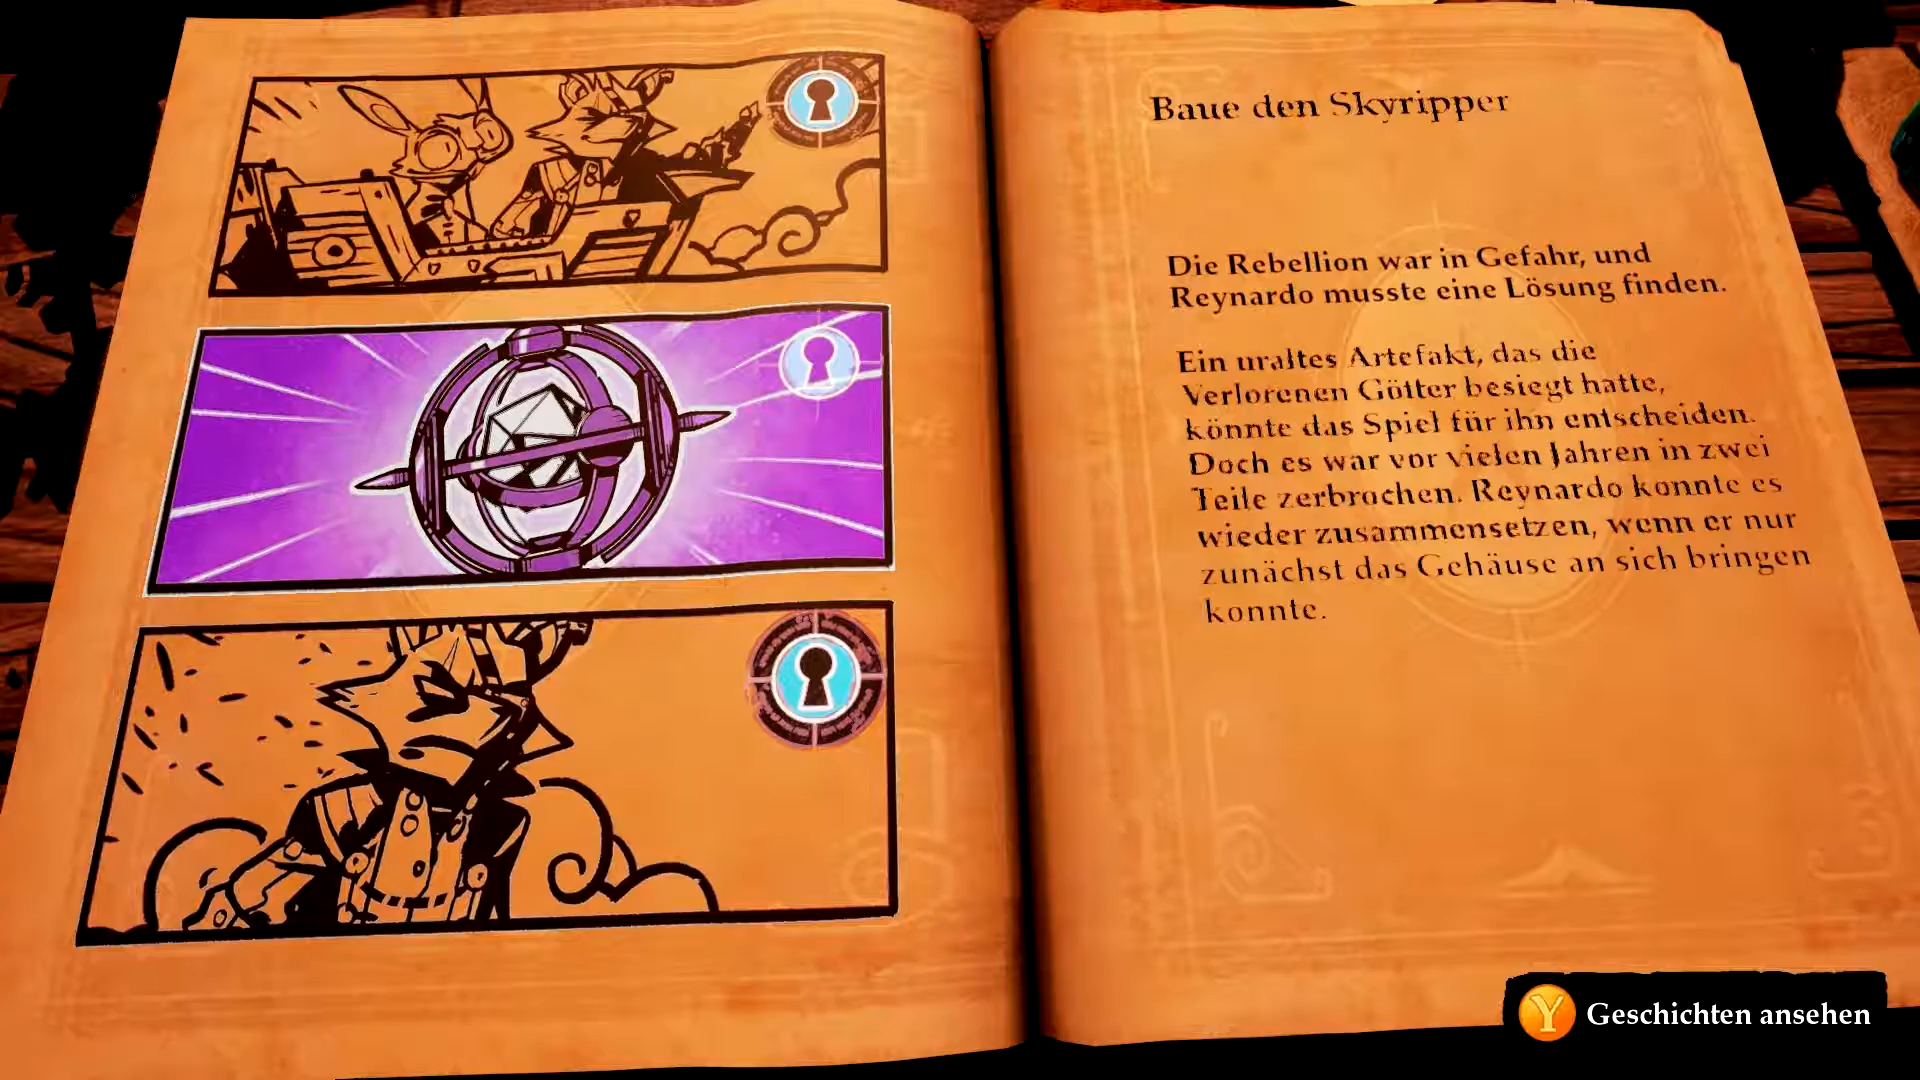 Baue den Skyripper
Die Rebellion war in Gefahr, und
Reynardo musste eine Lösung finden.
Ein uraltes Artefakt, das die
Verlorenen Götter besiegt hatte,
könnte das Spiel für ihn entscheiden.
Doch es war vor vielen Jahren in zwei
Teile zerbrochen. Reynardo konnte es
wieder zusammensetzen, wenn er nur
zunächst das Gehäuse an sich bringen
konnte.
Y Geschichten ansehen